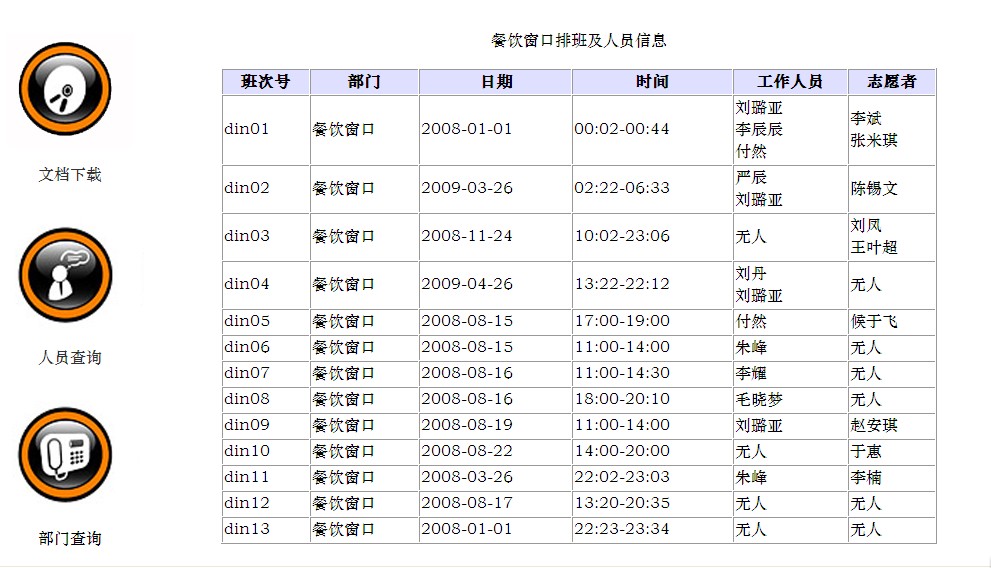 餐饮窗口排班及人员信息
文档下载
人员查询
部门查询
班次号 部门 日期 时间 工作人员 志愿者
din01 餐饮窗口 2008-01-01 00:02-00:44 刘璐亚 李辰辰 付然 李斌 张米琪
din02 餐饮窗口 2009-03-26 02:22-06:33 严辰 刘璐亚 陈锡文
din03 餐饮窗口 2008-11-24 10:02-23:06 无人 刘凤 王叶超
din04 餐饮窗口 2009-04-26 13:22-22:12 刘丹 刘璐亚 无人
din05 餐饮窗口 2008-08-15 17:00-19:00 付然 候于飞
din06 餐饮窗口 2008-08-15 11:00-14:00 朱峰 无人
din07 餐饮窗口 2008-08-16 11:00-14:30 李耀 无人
din08 餐饮窗口 2008-08-16 18:00-20:10 毛晓梦 无人
din09 餐饮窗口 2008-08-19 11:00-14:00 刘璐亚 赵安琪
din10 餐饮窗口 2008-08-22 14:00-20:00 无人 于惠
din11 餐饮窗口 2008-03-26 22:02-23:03 朱峰 李楠
din12 餐饮窗口 2008-08-17 13:20-20:35 无人 无人
din13 餐饮窗口 2008-01-01 22:23-23:34 无人 无人